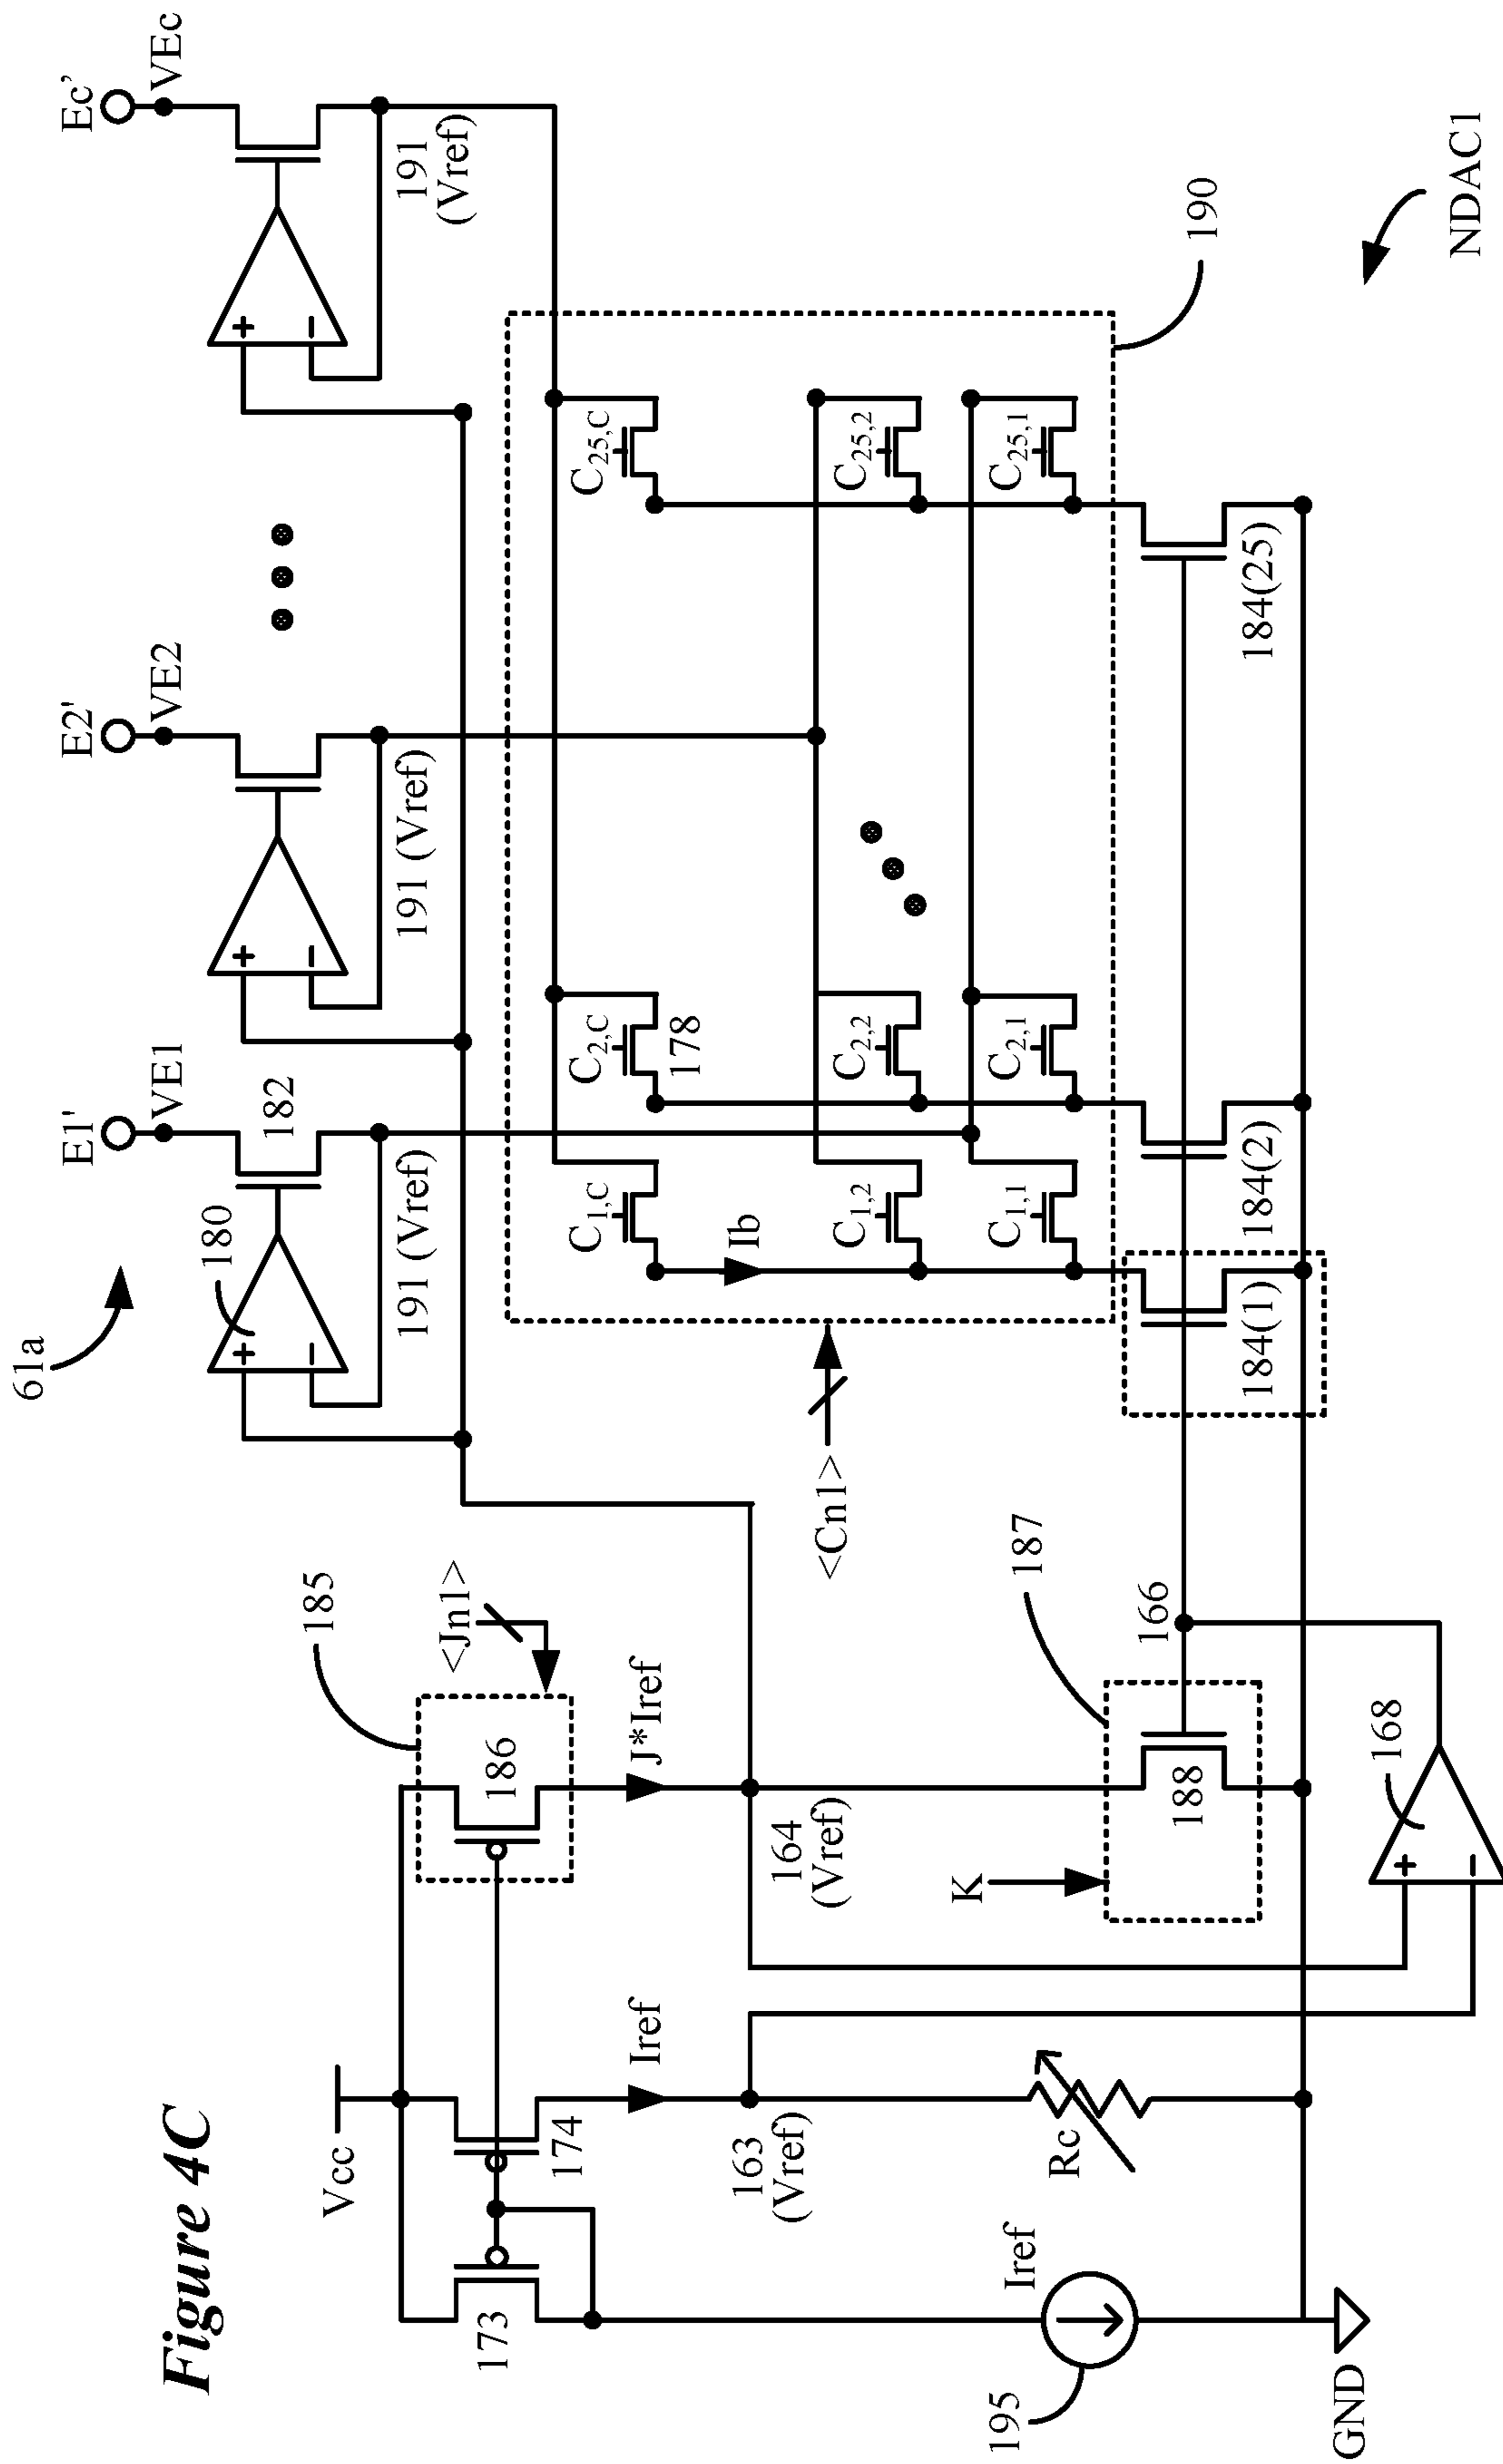 Figure 4C
61a
E1'
VE1
E2'
VE2
Ec'
VEc
180
182
+
−
+
−
+
−
191 (Vref)
191 (Vref)
191
(Vref)
Vcc
185
<Jn1>
173
174
186
Iref
J*Iref
163
(Vref)
164
(Vref)
C1,C
C2,C
C25,C
178
Ib
C1,2
C2,2
C25,2
C1,1
C2,1
C25,1
<Cn1>
190
195
Iref
Rc
K
187
188
166
184(1)
184(2)
184(25)
168
+
−
GND
NDAC1